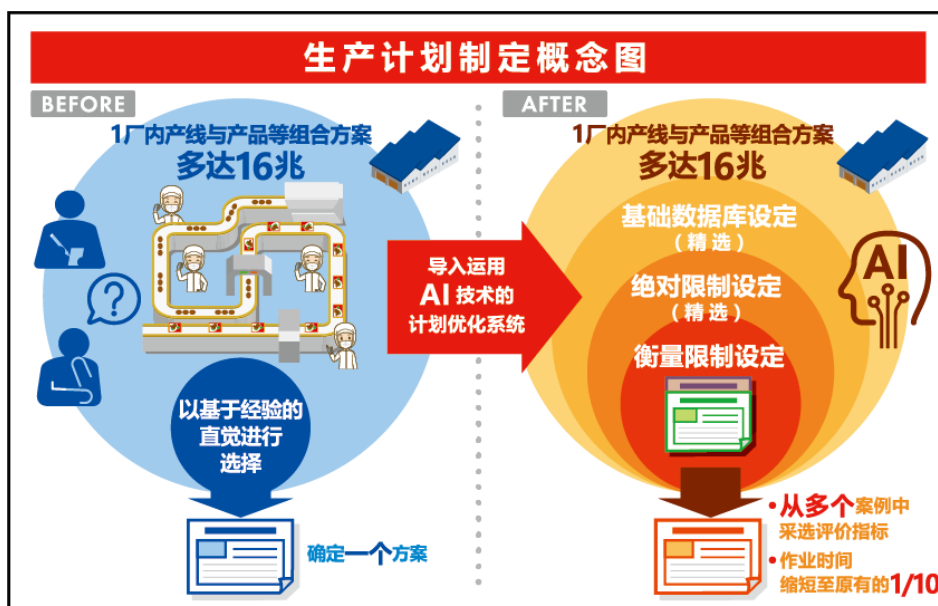 生产计划制定概念图
BEFORE
1厂内产线与产品等组合方案
多达16兆
?
以基于经验的
直觉进行
选择
确定一个方案
导入运用
AI技术的
计划优化系统
AFTER
1厂内产线与产品等组合方案
多达16兆
基础数据库设定
(精选)
绝对限制设定
(精选)
衡量限制设定
AI
•从多个案例中
采选评价指标
•作业时间
缩短至原有的1/10